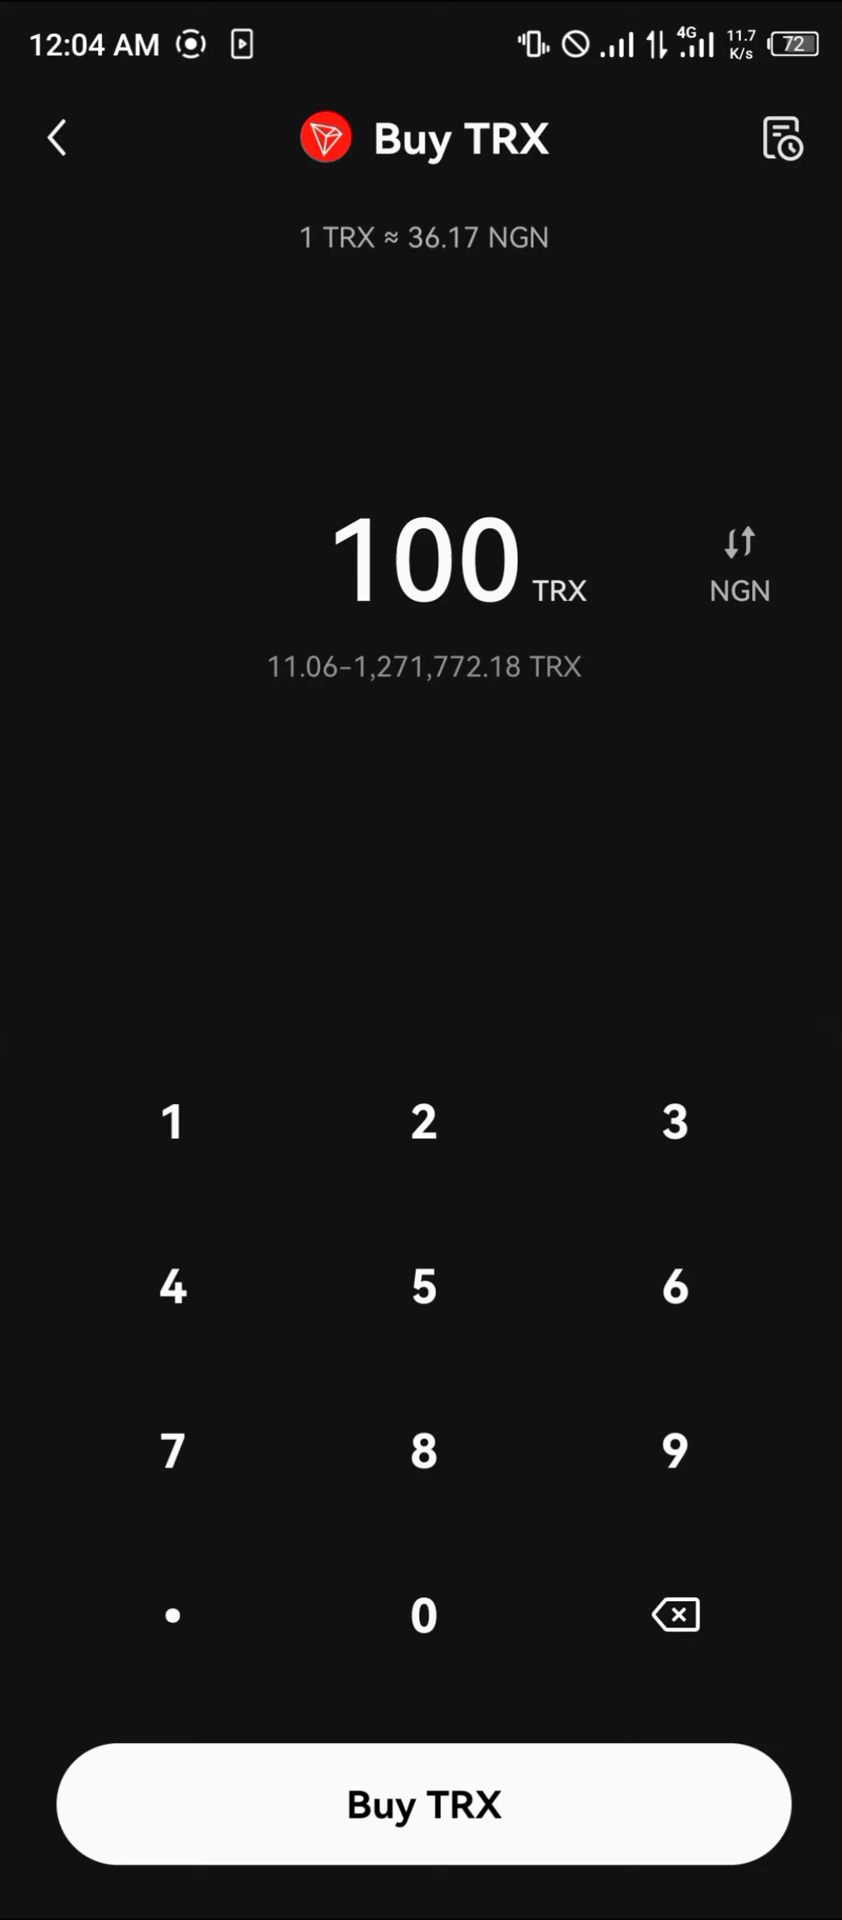 12:04 AM 4G 11.7 K/s 72
Buy TRX
1 TRX ≈ 36.17 NGN
100 TRX
NGN
11.06-1,271,772.18 TRX
1 2 3
4 5 6
7 8 9
. 0
Buy TRX